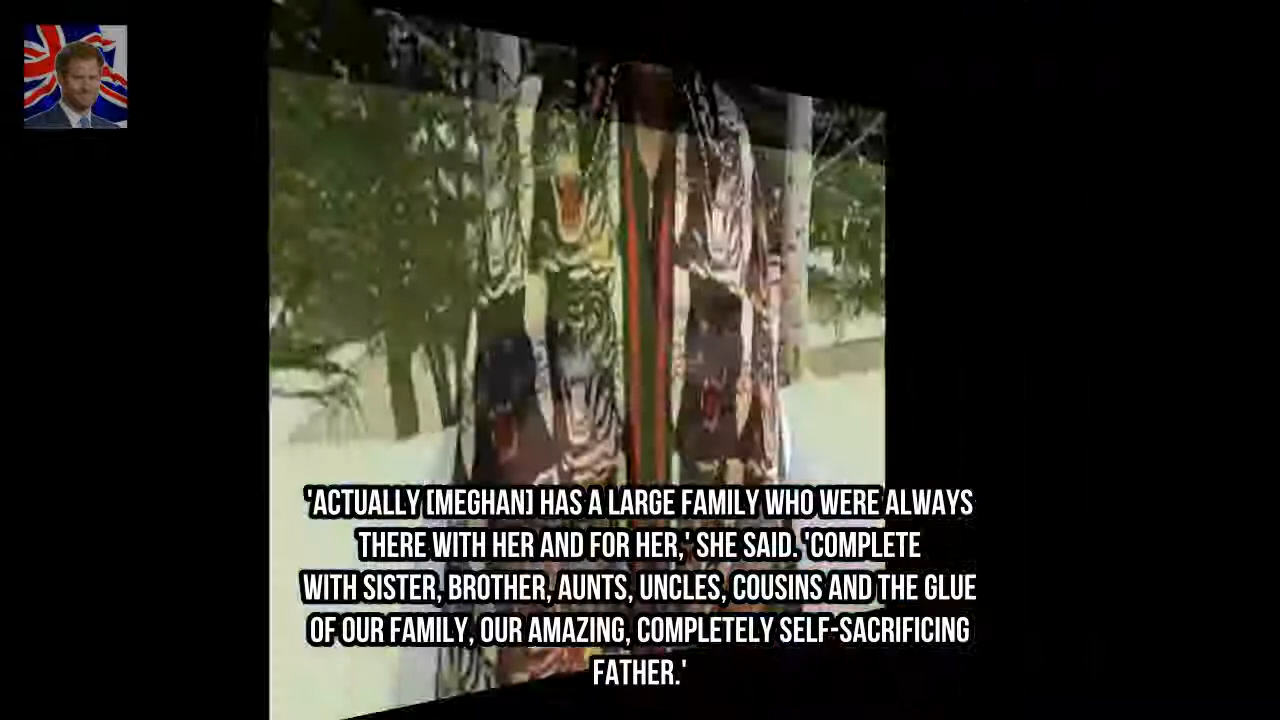 'ACTUALLY [MEGHAN] HAS A LARGE FAMILY WHO WERE ALWAYS
THERE WITH HER AND FOR HER,' SHE SAID. 'COMPLETE
WITH SISTER, BROTHER, AUNTS, UNCLES, COUSINS AND THE GLUE
OF OUR FAMILY, OUR AMAZING, COMPLETELY SELF-SACRIFICING
FATHER.'